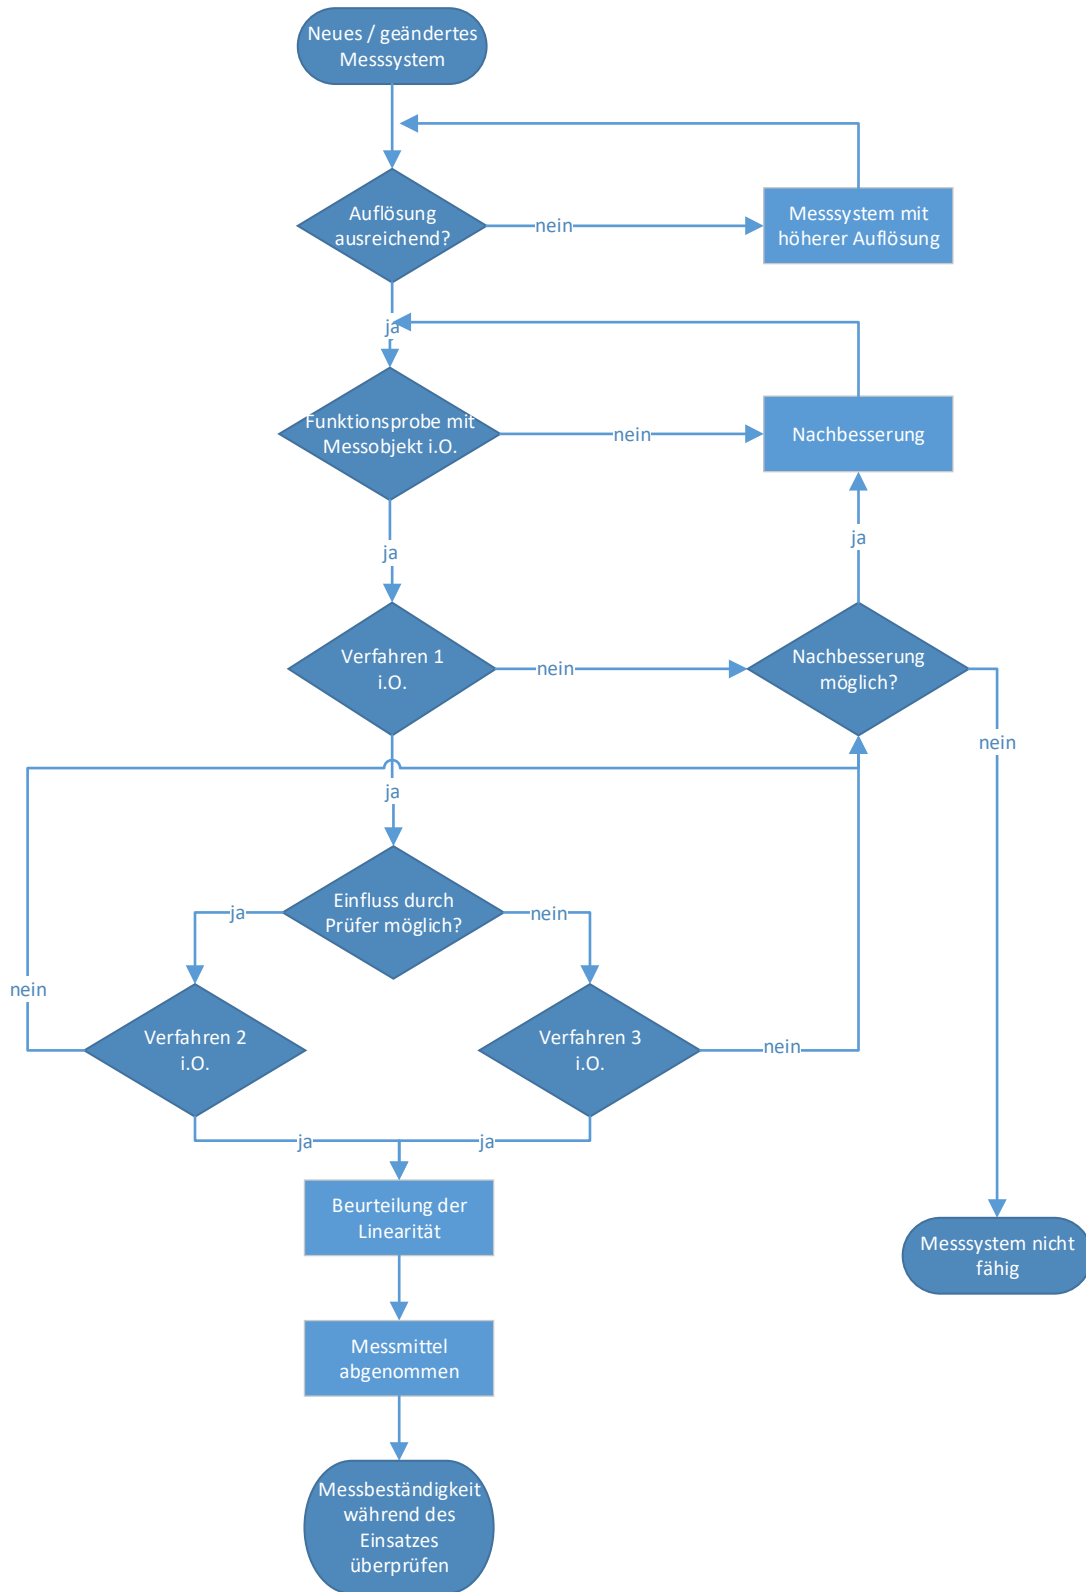 Neues / geändertes
Messsystem
Auflösung
ausreichend?
nein
Messsystem mit
höherer Auflösung
ja
Funktionsprobe mit
Messobjekt i.O.
nein
Nachbesserung
ja
ja
Verfahren 1
i.O.
nein
Nachbesserung
möglich?
nein
ja
Einfluss durch
Prüfer möglich?
ja
nein
nein
Verfahren 2
i.O.
Verfahren 3
i.O.
nein
ja
ja
Beurteilung der
Linearität
Messsystem nicht
fähig
Messmittel
abgenommen
Messbeständigkeit
während des
Einsatzes
überprüfen